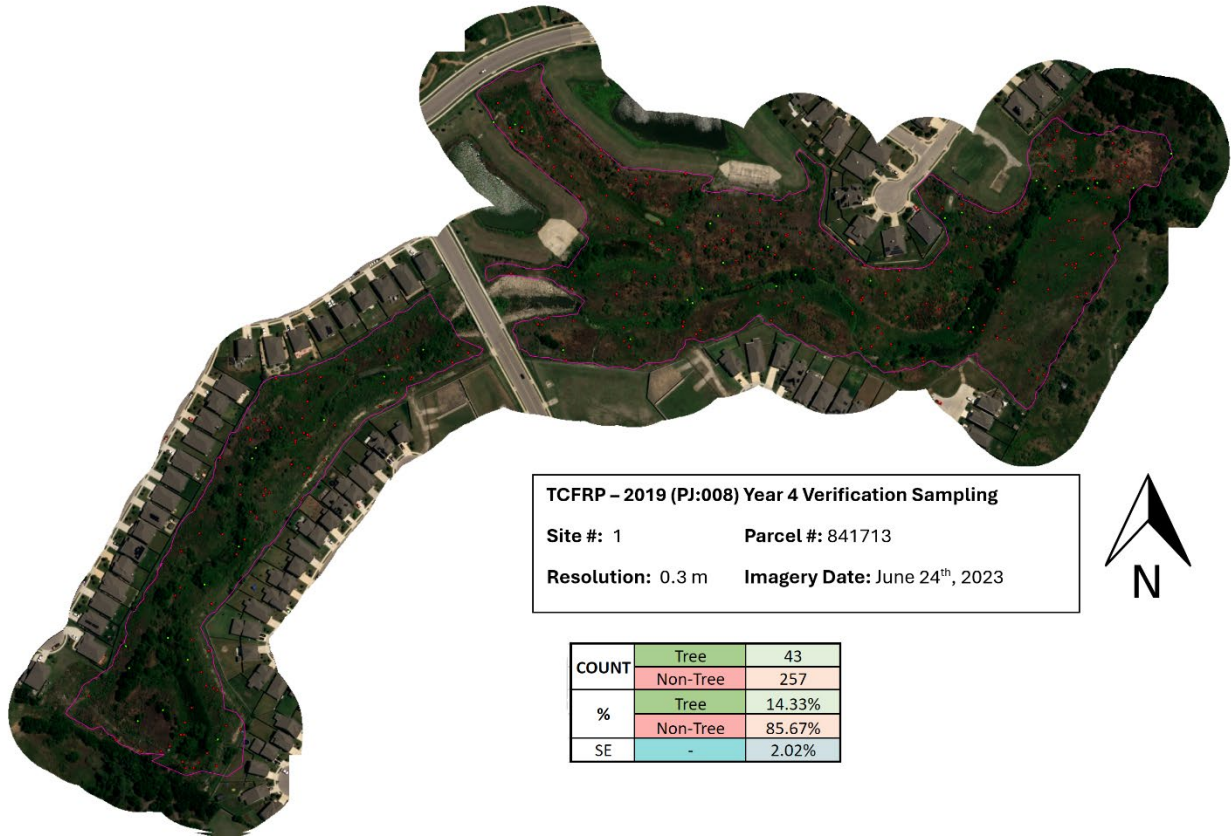 TCFRP – 2019 (PJ:008) Year 4 Verification Sampling
Site #: 1 Parcel #: 841713
Resolution: 0.3 m Imagery Date: June 24th, 2023
N
COUNT Tree 43
Non-Tree 257
% Tree 14.33%
Non-Tree 85.67%
SE - 2.02%